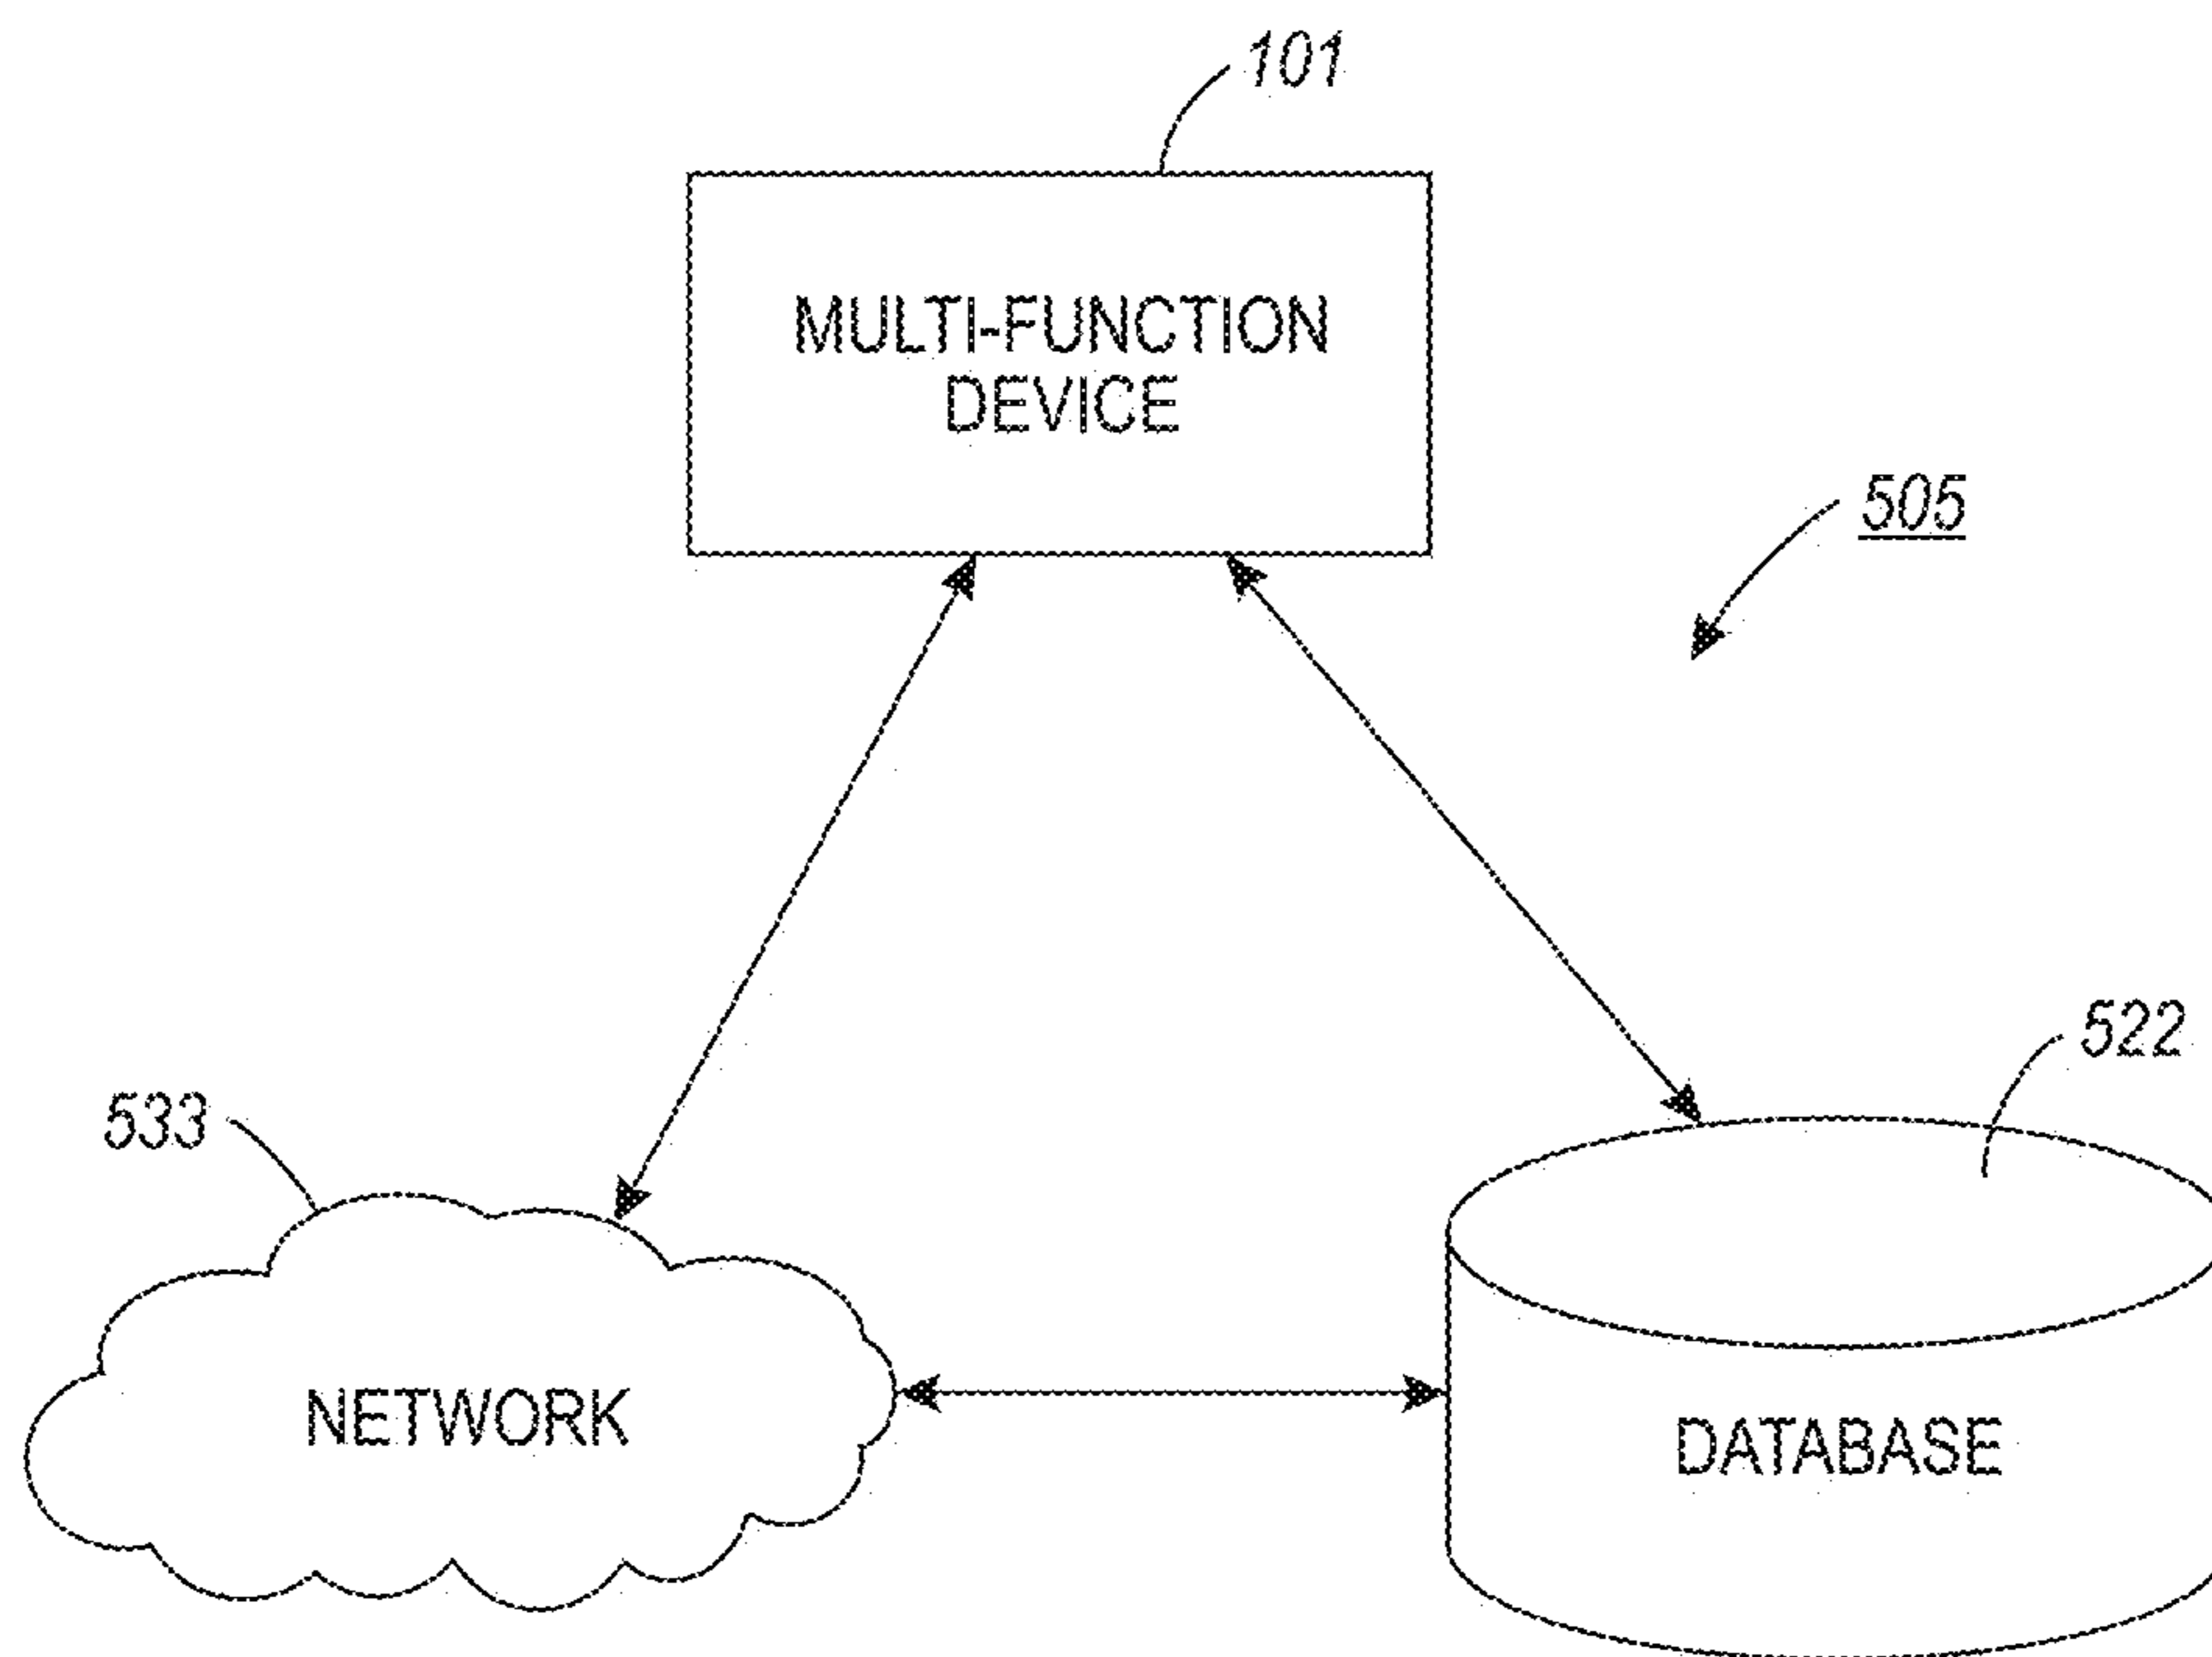 101
MULTI-FUNCTION
DEVICE
505
522
533
NETWORK
DATABASE